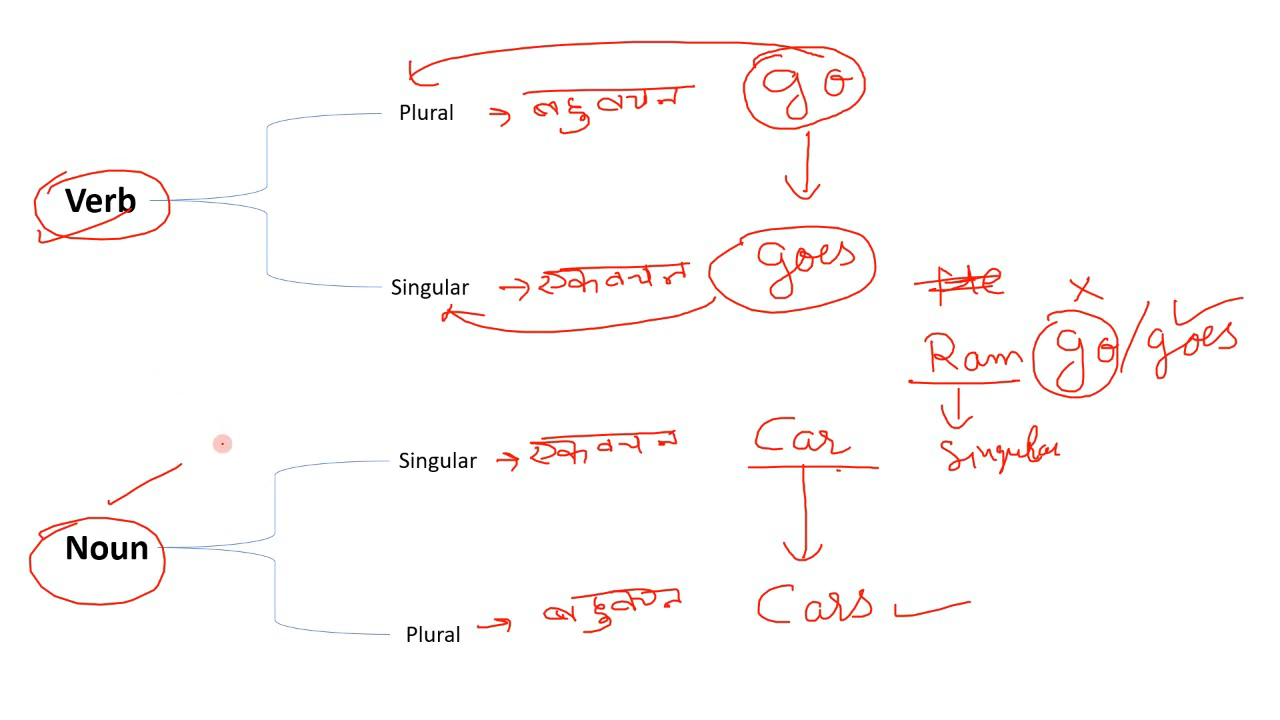 Verb
Plural → बहुवचन go
Singular → एकवचन goes
He
Ram go/goes
Singular
Noun
Singular → एकवचन Car
Plural → बहुवचन Cars